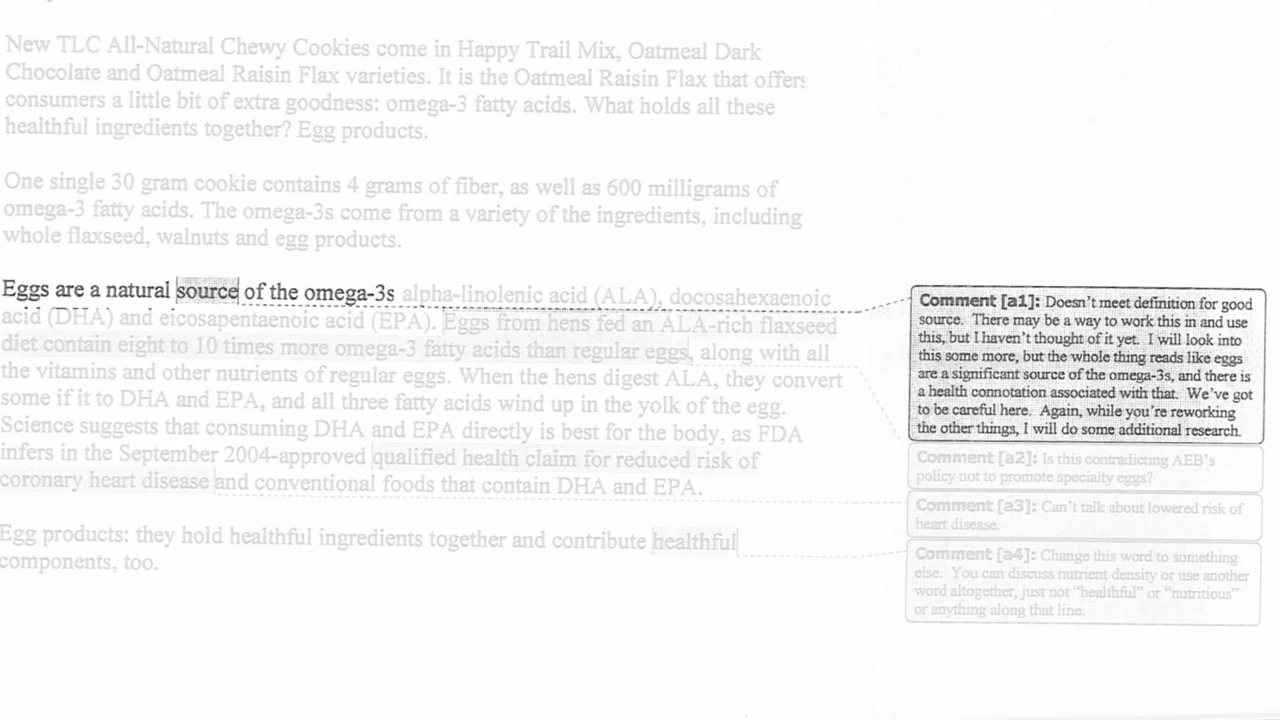 New TLC All-Natural Chewy Cookies come in Happy Trail Mix, Oatmeal Dark
Chocolate and Oatmeal Raisin Flax varieties. It is the Oatmeal Raisin Flax that offers
consumers a little bit of extra goodness: omega-3 fatty acids. What holds all these
healthful ingredients together? Egg products.
One single 30 gram cookie contains 4 grams of fiber, as well as 600 milligrams of
omega-3 fatty acids. The omega-3s come from a variety of the ingredients, including
whole flaxseed, walnuts and egg products.
Eggs are a natural source of the omega-3s alpha-linolenic acid (ALA), docosahexaenoic
acid (DHA) and eicosapentaenoic acid (EPA). Eggs from hens fed an ALA-rich flaxseed
diet contain eight to 10 times more omega-3 fatty acids than regular eggs, along with all
the vitamins and other nutrients of regular eggs. When the hens digest ALA, they convert
some if it to DHA and EPA, and all three fatty acids wind up in the yolk of the egg.
Science suggests that consuming DHA and EPA directly is best for the body, as FDA
infers in the September 2004-approved qualified health claim for reduced risk of
coronary heart disease and conventional foods that contain DHA and EPA.
Egg products: they hold healthful ingredients together and contribute healthful
components, too.
Comment [a1]: Doesn't meet definition for good
source. There may be a way to work this in and use
this, but I haven't thought of it yet. I will look into
this some more, but the whole thing reads like eggs
are a significant source of the omega-3s, and there is
a health connotation associated with that. We've got
to be careful here. Again, while you're reworking
the other things, I will do some additional research.
Comment [a2]: Is this contradicting AEB's
policy not to promote specialty eggs?
Comment [a3]: Can't talk about lowered risk of
heart disease.
Comment [a4]: Change this word to something
else. You can discuss nutrient density or use another
word altogether, just not "healthful" or "nutritious"
or anything along that line.